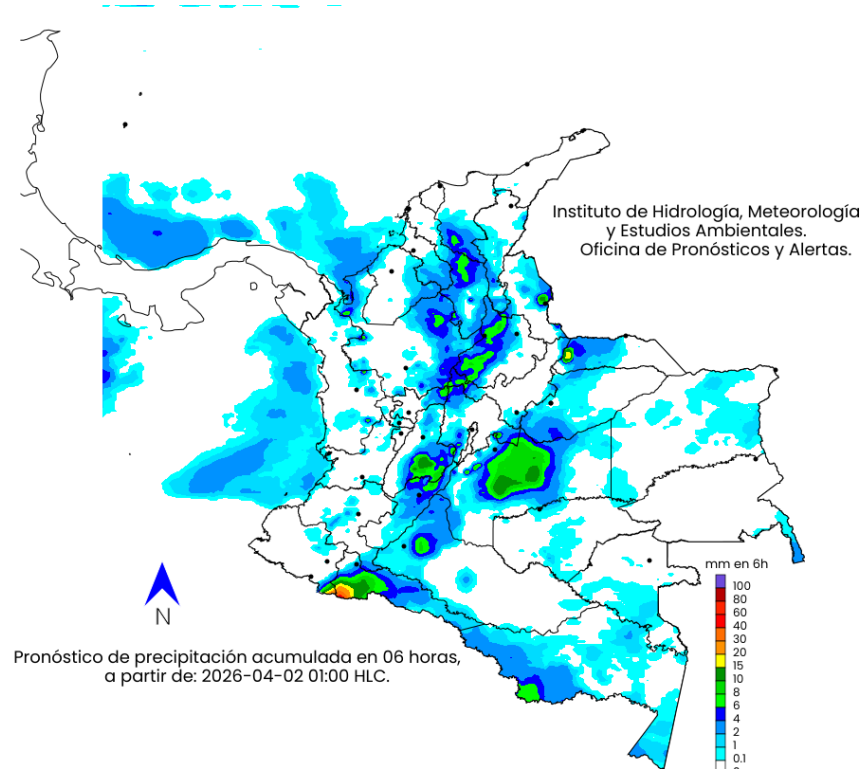 Instituto de Hidrología, Meteorología
y Estudios Ambientales.
Oficina de Pronósticos y Alertas.
mm en 6h
100
80
60
40
30
20
15
10
8
6
4
2
1
0.1
N
Pronóstico de precipitación acumulada en 06 horas,
a partir de: 2026-04-02 01:00 HLC.